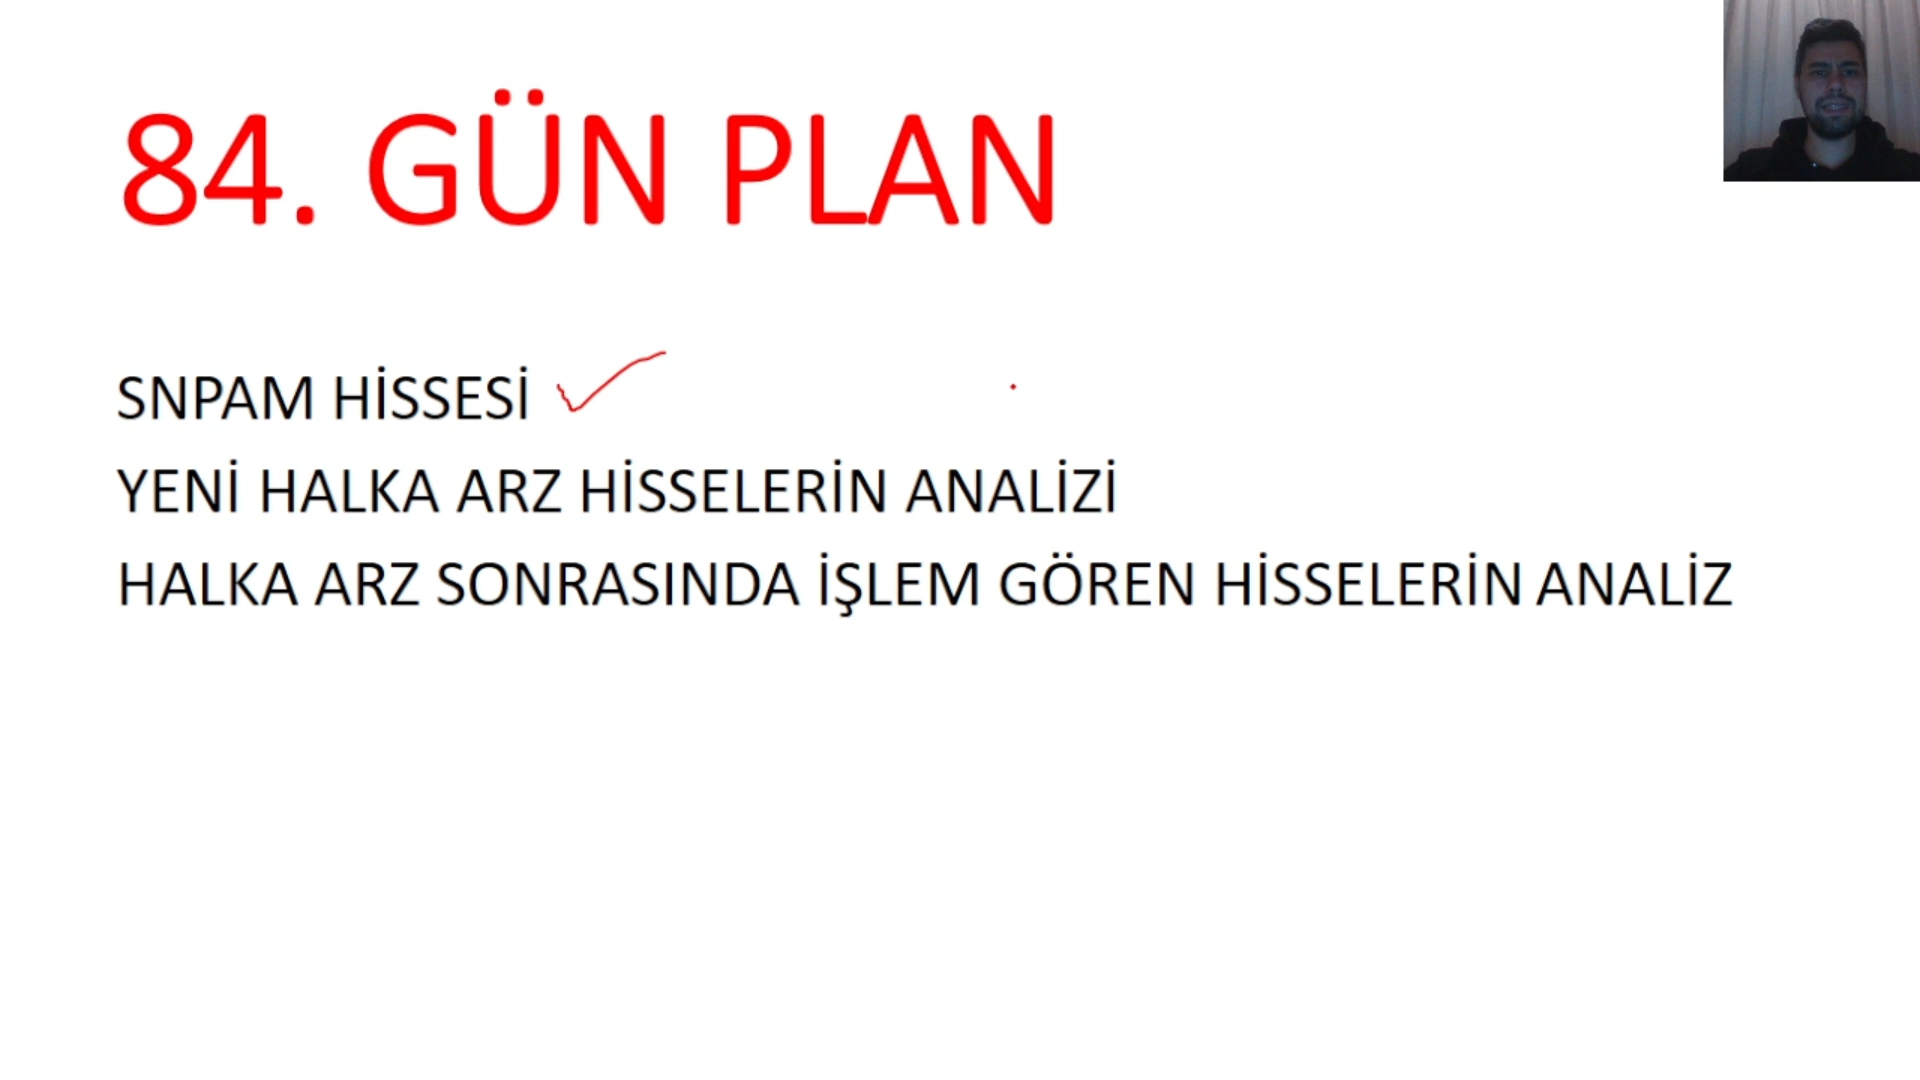 84. GÜN PLAN
SNPAM HİSSESİ
YENİ HALKA ARZ HİSSELERİN ANALİZİ
HALKA ARZ SONRASINDA İŞLEM GÖREN HİSSELERİN ANALİZ